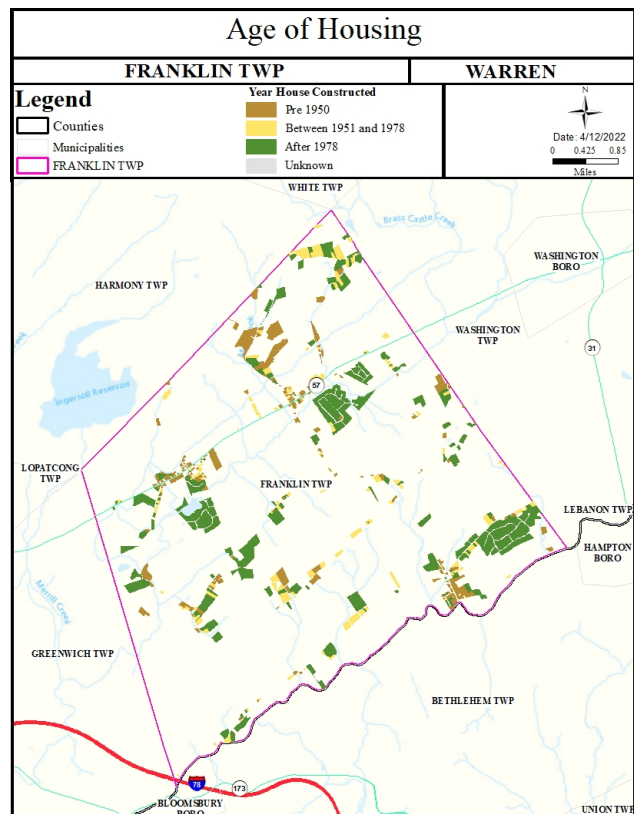 Age of Housing
FRANKLIN TWP
WARREN
Legend
Counties
Municipalities
FRANKLIN TWP
Year House Constructed
Pre 1950
Between 1951 and 1978
After 1978
Unknown
N
Date: 4/12/2022
0 0.425 0.85
Miles
WHITE TWP
Brass Castle Creek
WASHINGTON
BORO
HARMONY TWP
WASHINGTON
TWP
31
Creek
Ingersoll Reservoir
57
LOPATCONG
TWP
FRANKLIN TWP
LEBANON TWP
HAMPTON
BORO
Merrill Creek
GREENWICH TWP
BETHLEHEM TWP
78
173
BLOOMSBURY
BORO
UNION TWP